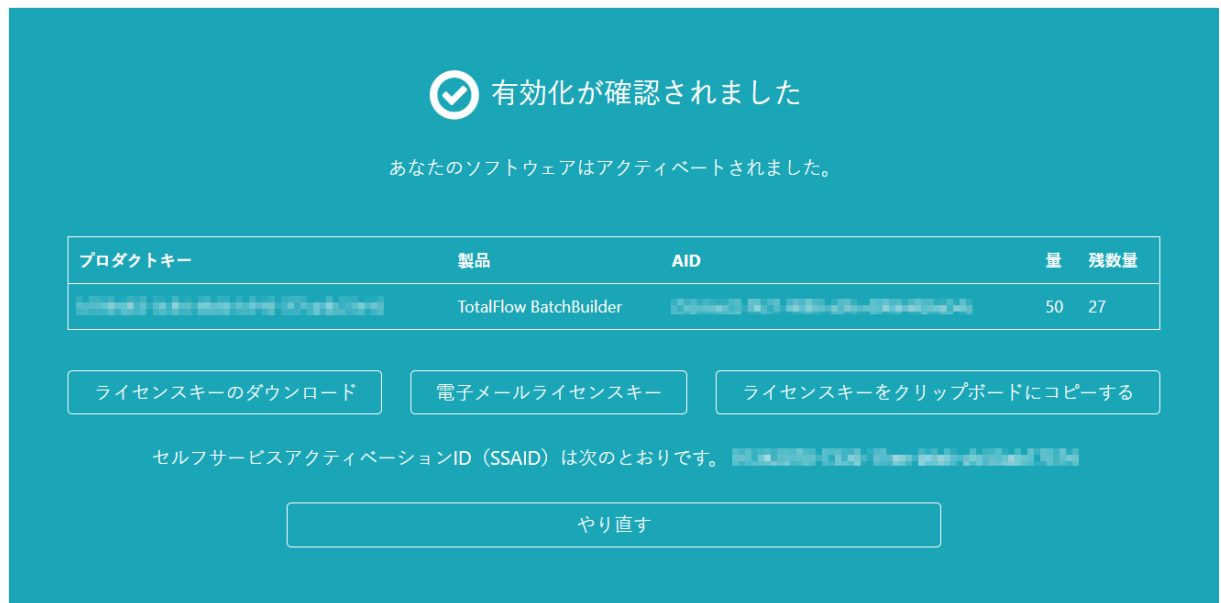 有効化が確認されました
あなたのソフトウェアはアクティベートされました。
プロダクトキー 製品 AID 量 残数量
TotalFlow BatchBuilder 50 27
ライセンスキーのダウンロード 電子メールライセンスキー ライセンスキーをクリップボードにコピーする
セルフサービスアクティベーションID（SSAID）は次のとおりです。
やり直す